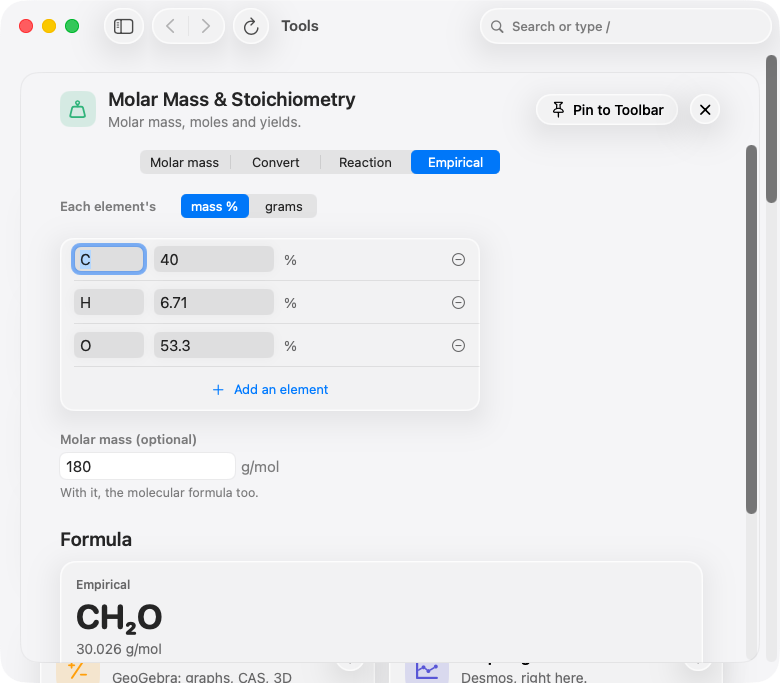 Tools
Search or type /
Molar Mass & Stoichiometry
Molar mass, moles and yields.
Pin to Toolbar
Molar mass
Convert
Reaction
Empirical
Each element's
mass %
grams
C
40
%
H
6.71
%
O
53.3
%
+ Add an element
Molar mass (optional)
180
g/mol
With it, the molecular formula too.
Formula
Empirical
CH₂O
30.026 g/mol
GeoGebra: graphs, CAS, 3D
Desmos, right here.